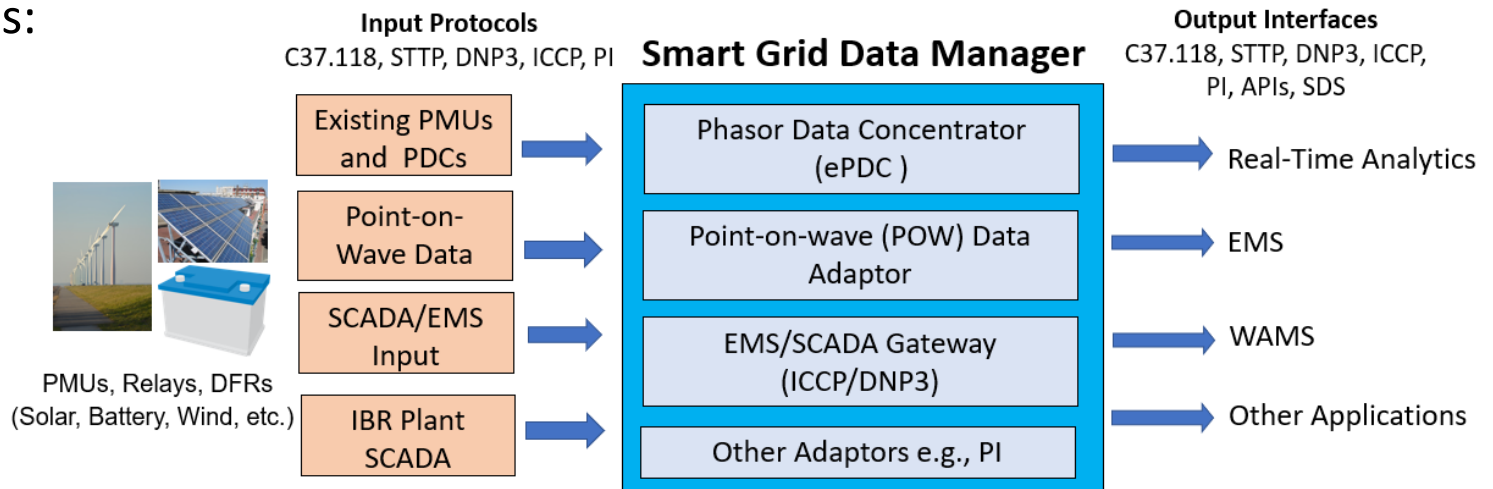 s:
Input Protocols
C37.118, STTP, DNP3, ICCP, PI
Smart Grid Data Manager
Output Interfaces
C37.118, STTP, DNP3, ICCP,
PI, APIs, SDS
PMUs, Relays, DFRs
(Solar, Battery, Wind, etc.)
Existing PMUs
and PDCs
Point-on-
Wave Data
SCADA/EMS
Input
IBR Plant
SCADA
Phasor Data Concentrator
(ePDC )
Point-on-wave (POW) Data
Adaptor
EMS/SCADA Gateway
(ICCP/DNP3)
Other Adaptors e.g., PI
Real-Time Analytics
EMS
WAMS
Other Applications